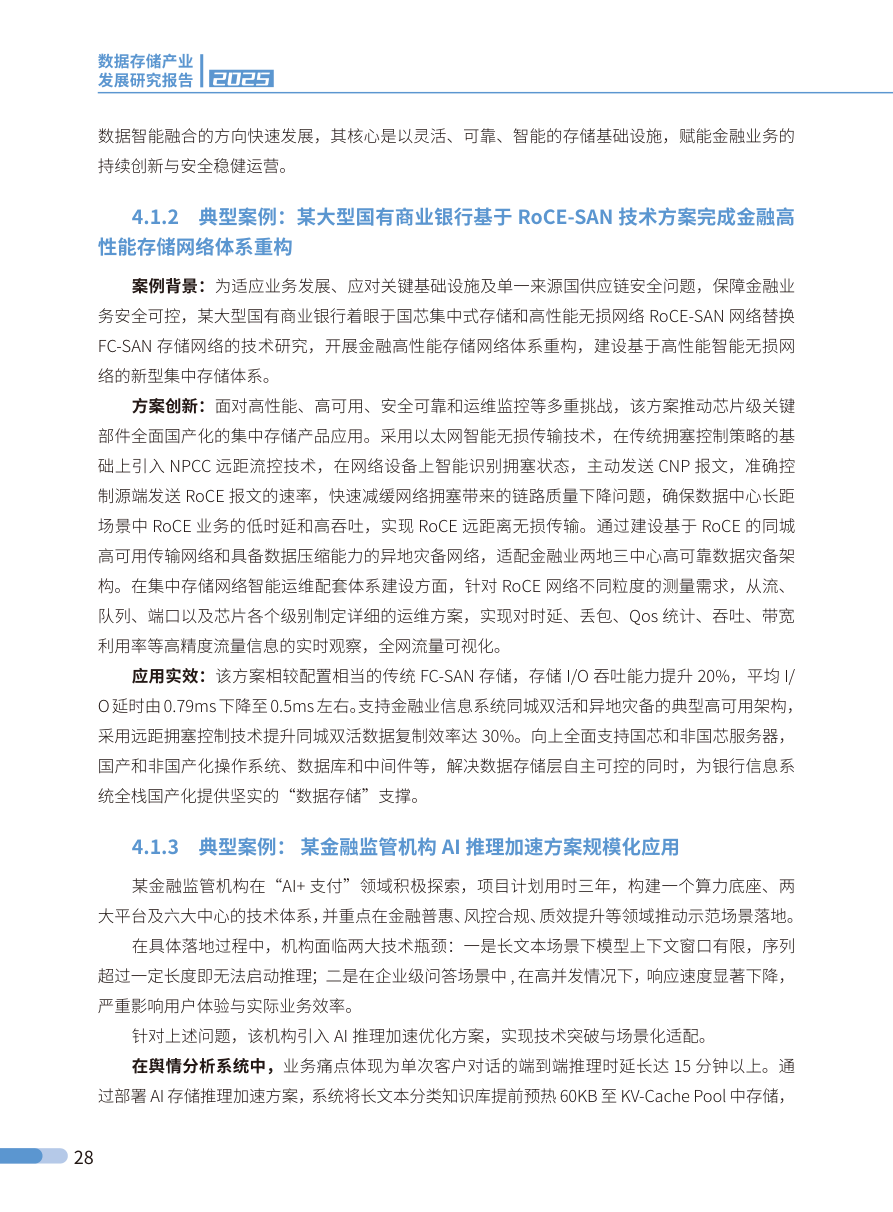 数据存储产业
发展研究报告 2025
数据智能融合的方向快速发展，其核心是以灵活、可靠、智能的存储基础设施，赋能金融业务的
持续创新与安全稳健运营。
4.1.2 典型案例：某大型国有商业银行基于 RoCE-SAN 技术方案完成金融高
性能存储网络体系重构
案例背景：为适应业务发展、应对关键基础设施及单一来源国供应链安全问题，保障金融业
务安全可控，某大型国有商业银行着眼于国芯集中式存储和高性能无损网络 RoCE-SAN 网络替换
FC-SAN 存储网络的技术研究，开展金融高性能存储网络体系重构，建设基于高性能智能无损网
络的新型集中存储体系。
方案创新：面对高性能、高可用、安全可靠和运维监控等多重挑战，该方案推动芯片级关键
部件全面国产化的集中存储产品应用。采用以太网智能无损传输技术，在传统拥塞控制策略的基
础上引入 NPCC 远距流控技术，在网络设备上智能识别拥塞状态，主动发送 CNP 报文，准确控
制源端发送 RoCE 报文的速率，快速减缓网络拥塞带来的链路质量下降问题，确保数据中心长距
场景中 RoCE 业务的低时延和高吞吐，实现 RoCE 远距离无损传输。通过建设基于 RoCE 的同城
高可用传输网络和具备数据压缩能力的异地灾备网络，适配金融业两地三中心高可靠数据灾备架
构。在集中存储网络智能运维配套体系建设方面，针对 RoCE 网络不同粒度的测量需求，从流、
队列、端口以及芯片各个级别制定详细的运维方案，实现对时延、丢包、Qos 统计、吞吐、带宽
利用率等高精度流量信息的实时观察，全网流量可视化。
应用实效：该方案相较配置相当的传统 FC-SAN 存储，存储 I/O 吞吐能力提升 20%，平均 I/
O 延时由 0.79ms 下降至 0.5ms 左右。支持金融业信息系统同城双活和异地灾备的典型高可用架构，
采用远距拥塞控制技术提升同城双活数据复制效率达 30%。向上全面支持国芯和非国芯服务器，
国产和非国产化操作系统、数据库和中间件等，解决数据存储层自主可控的同时，为银行信息系
统全栈国产化提供坚实的“数据存储”支撑。
4.1.3 典型案例： 某金融监管机构 AI 推理加速方案规模化应用
某金融监管机构在“AI+ 支付”领域积极探索，项目计划用时三年，构建一个算力底座、两
大平台及六大中心的技术体系，并重点在金融普惠、风控合规、质效提升等领域推动示范场景落地。
在具体落地过程中，机构面临两大技术瓶颈：一是长文本场景下模型上下文窗口有限，序列
超过一定长度即无法启动推理；二是在企业级问答场景中 , 在高并发情况下，响应速度显著下降，
严重影响用户体验与实际业务效率。
针对上述问题，该机构引入 AI 推理加速优化方案，实现技术突破与场景化适配。
在舆情分析系统中，业务痛点体现为单次客户对话的端到端推理时延长达 15 分钟以上。通
过部署 AI 存储推理加速方案，系统将长文本分类知识库提前预热 60KB 至 KV-Cache Pool 中存储，
28